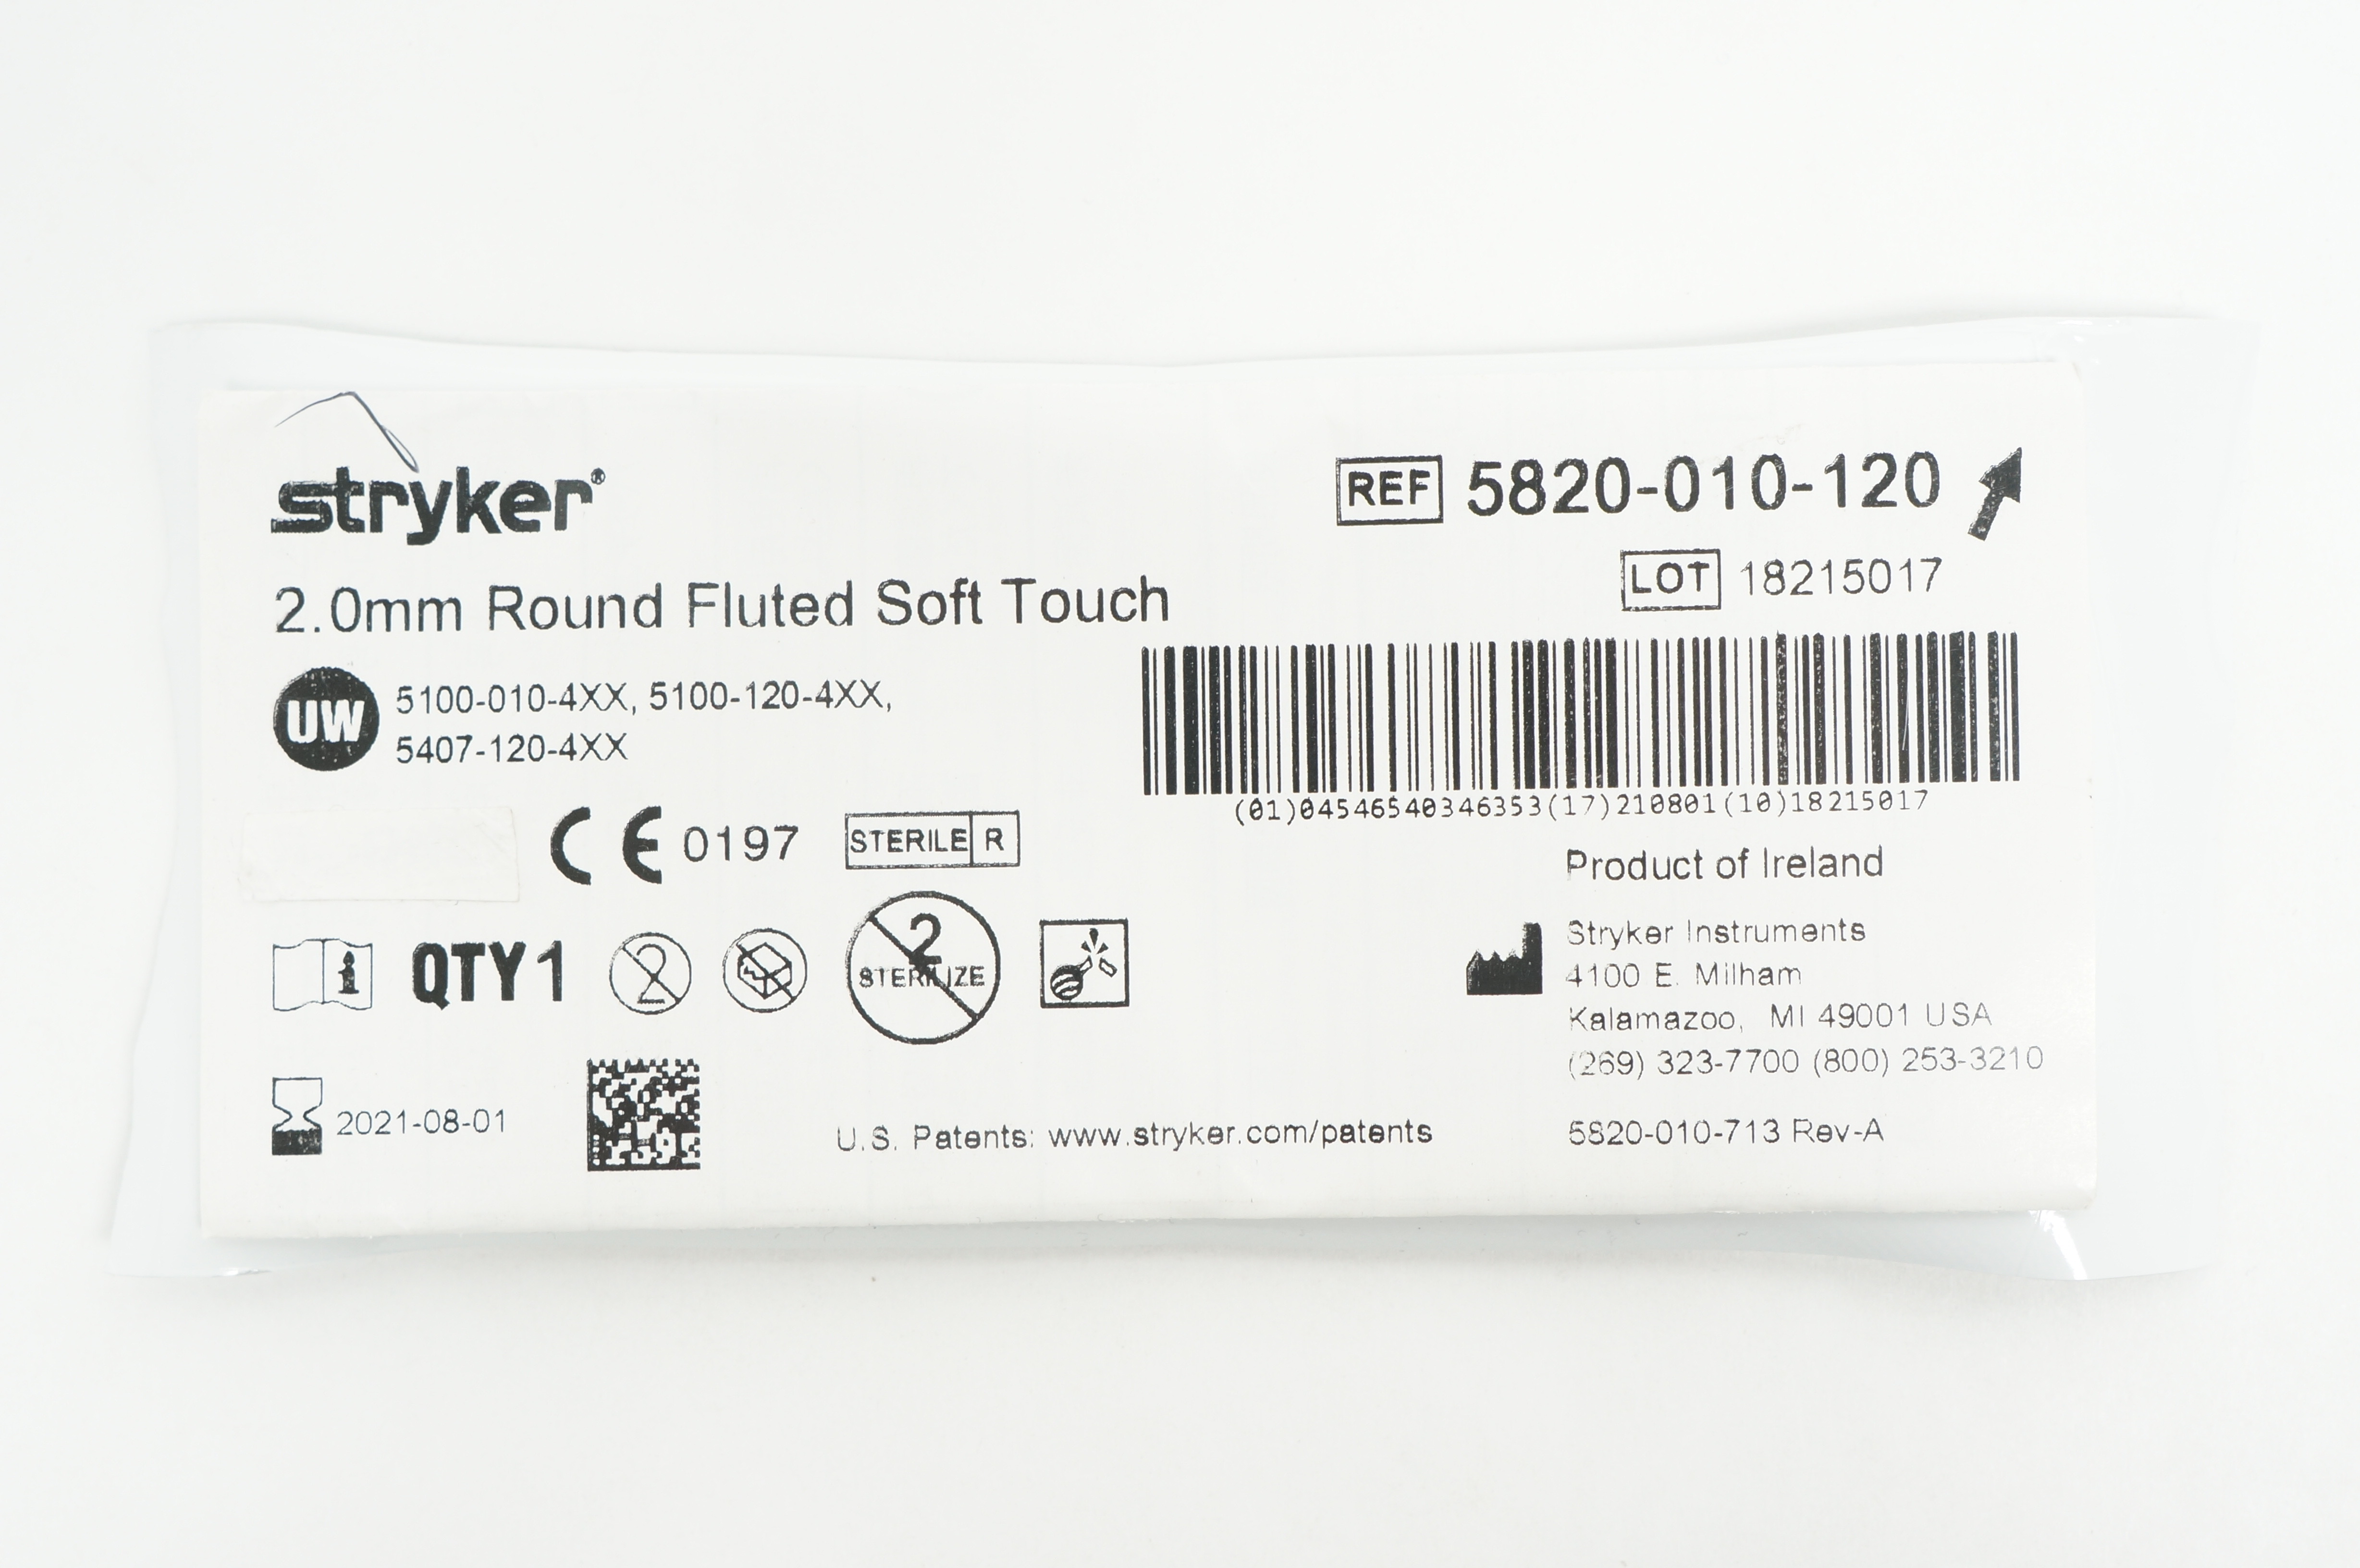 stryker®
REF 5820-010-120
LOT 18215017
2.0mm Round Fluted Soft Touch
UW 5100-010-4XX, 5100-120-4XX,
5407-120-4XX
(01)04546540346353(17)210801(10)18215017
CE 0197 STERILE R
Product of Ireland
QTY 1 2 2 STERILIZE
Stryker Instruments
4100 E. Milham
Kalamazoo, MI 49001 USA
(269) 323-7700 (800) 253-3210
2021-08-01
U.S. Patents: www.stryker.com/patents
5820-010-713 Rev-A